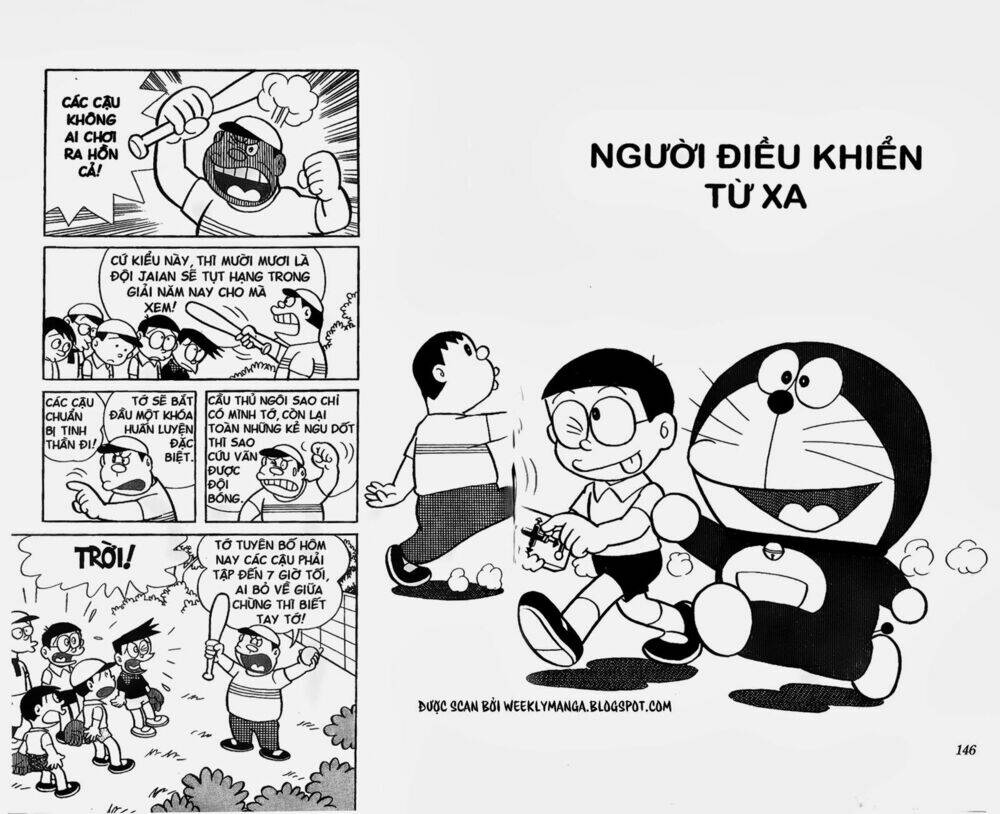 NGƯỜI ĐIỀU KHIỂN
TỪ XA
ĐƯỢC SCAN BỞI WEEKLYMANGA.BLOGSPOT.COM
146
CÁC CẬU
KHÔNG
AI CHƠI
RA HỒN
CẢ!
CỨ KIỂU NÀY, THÌ MƯỜI MƯƠI LÀ
ĐỘI JAIAN SẼ TỤT HẠNG TRONG
GIẢI NĂM NAY CHO MÀ
XEM!
CẦU THỦ NGÔI SAO CHỈ
CÓ MÌNH TỚ, CÒN LẠI
TOÀN NHỮNG KẺ NGU DỐT
THÌ SAO
CỨU VÃN
ĐƯỢC
ĐỘI
BÓNG.
TỚ SẼ BẮT
ĐẦU MỘT KHÓA
HUẤN LUYỆN
ĐẶC
BIỆT.
CÁC CẬU
CHUẨN
BỊ TINH
THẦN ĐI!
TỚ TUYÊN BỐ HÔM
NAY CÁC CẬU PHẢI
TẬP ĐẾN 7 GIỜ TỐI,
AI BỎ VỀ GIỮA
CHỪNG THÌ BIẾT
TAY TỚ!
TRỜI!